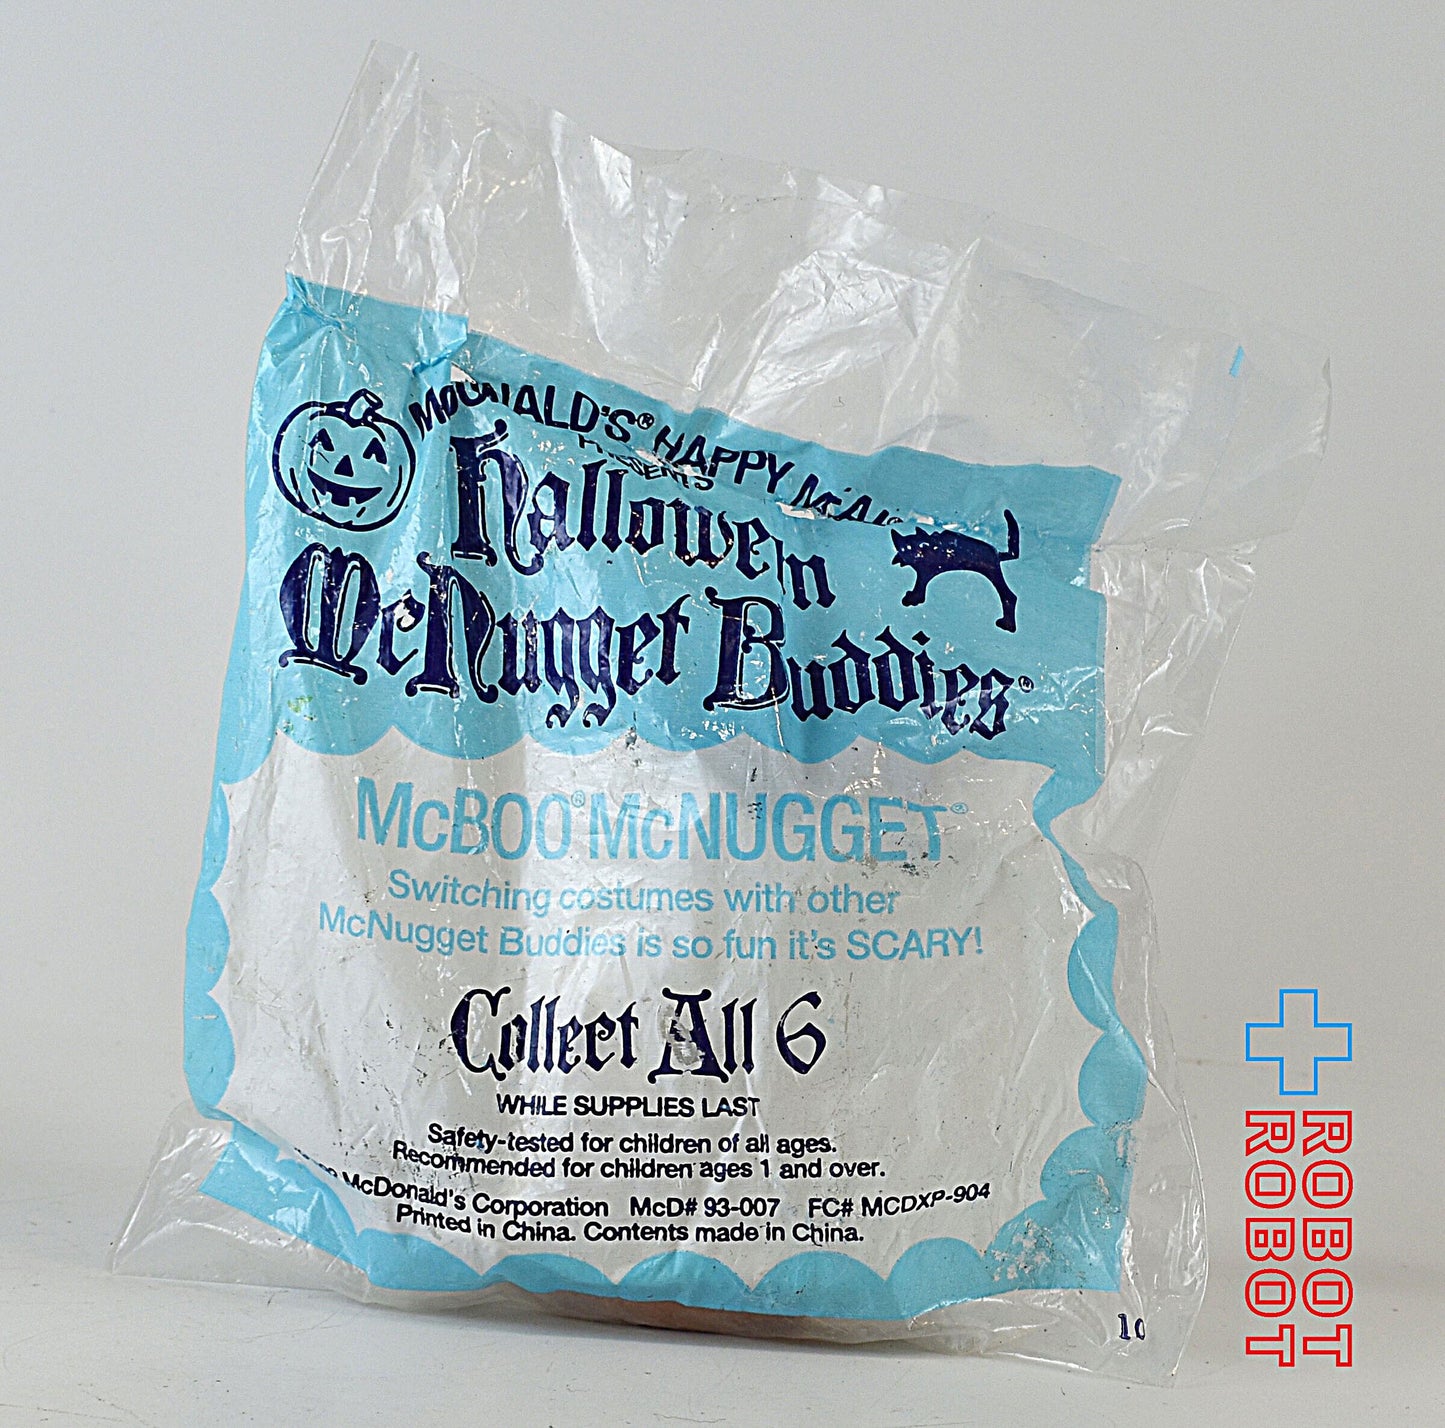 McDONALD'S® HAPPY MEAL
PRESENTS
Halloween
McNugget Buddies®
McBOO® McNUGGET®
Switching costumes with other
McNugget Buddies is so fun it's SCARY!
Collect All 6
WHILE SUPPLIES LAST
Safety-tested for children of all ages.
Recommended for children ages 1 and over.
McDonald's Corporation McD# 93-007 FC# MCDXP-904
Printed in China. Contents made in China.
10
ROBOT
ROBOT